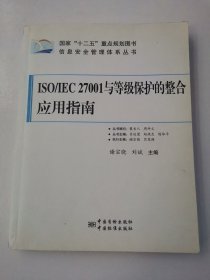 国家“十二五”重点规划图书
信息安全管理体系丛书
ISO/IEC 27001与等级保护的整合
应用指南
谢宗晓 刘斌 主编
中国质检出版社
中国标准出版社